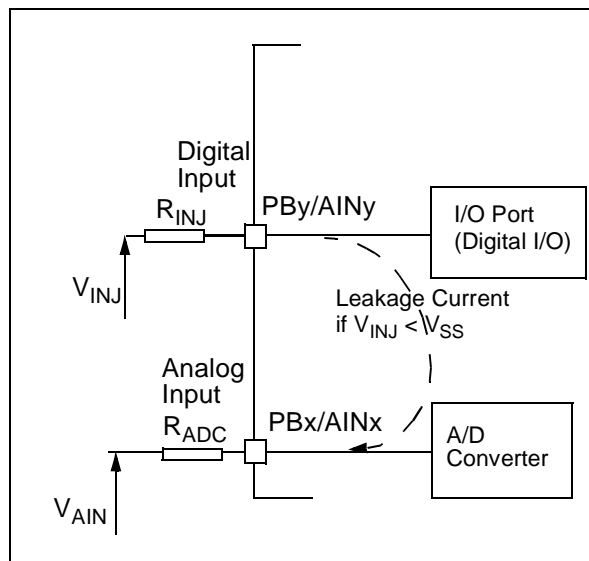 Digital
Input
R_INJ
PBy/AINy
I/O Port
(Digital I/O)
V_INJ
Leakage Current
if V_INJ < V_SS
Analog
Input
R_ADC
PBx/AINx
A/D
Converter
V_AIN